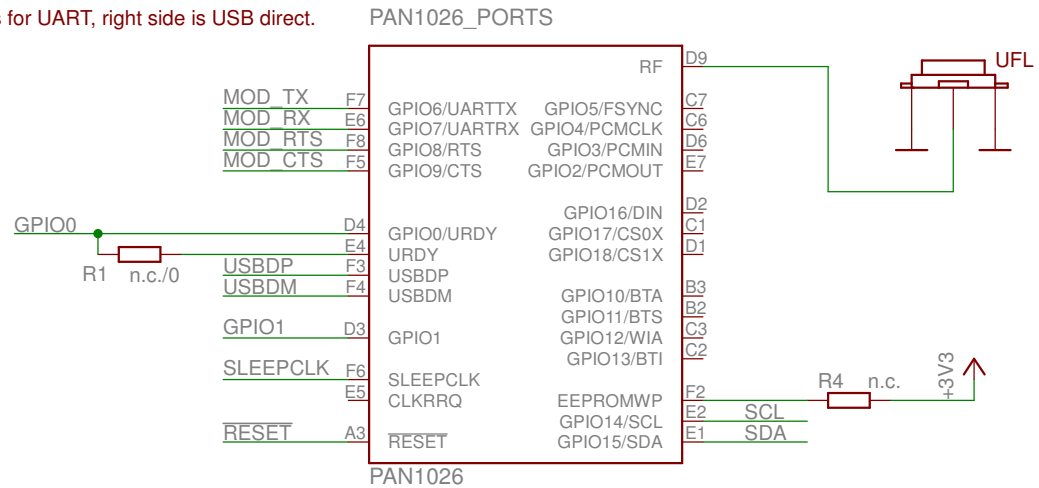 s for UART, right side is USB direct.
PAN1026_PORTS
UFL
RF D9
MOD_TX F7 GPIO6/UARTTX GPIO5/FSYNC C7
MOD_RX E6 GPIO7/UARTRX GPIO4/PCMCLK C6
MOD_RTS F8 GPIO8/RTS GPIO3/PCMIN D6
MOD_CTS F5 GPIO9/CTS GPIO2/PCMOUT E7
GPIO16/DIN D2
GPIO0 D4 GPIO0/URDY GPIO17/CS0X C1
R1 n.c./0 E4 URDY GPIO18/CS1X D1
USBDP F3 USBDP
USBDM F4 USBDM GPIO10/BTA B3
GPIO11/BTS B2
GPIO1 D3 GPIO1 GPIO12/WIA C3
GPIO13/BTI C2
SLEEPCLK F6 SLEEPCLK
E5 CLKRRQ EEPROMWP F2 R4 n.c. +3V3
GPIO14/SCL E2 SCL
RESET A3 RESET GPIO15/SDA E1 SDA
PAN1026